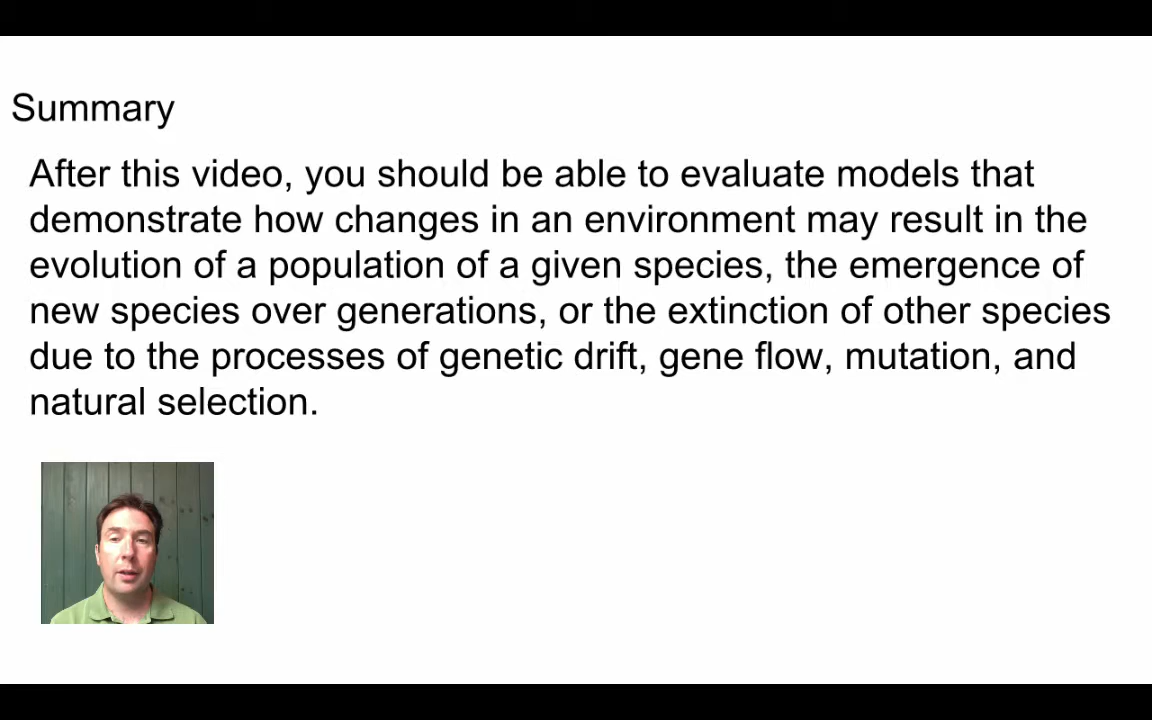 Summary
After this video, you should be able to evaluate models that
demonstrate how changes in an environment may result in the
evolution of a population of a given species, the emergence of
new species over generations, or the extinction of other species
due to the processes of genetic drift, gene flow, mutation, and
natural selection.